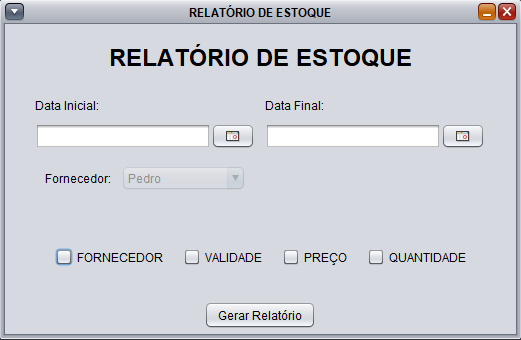 RELATÓRIO DE ESTOQUE
RELATÓRIO DE ESTOQUE
Data Inicial: Data Final:
Fornecedor: Pedro
FORNECEDOR VALIDADE PREÇO QUANTIDADE
Gerar Relatório